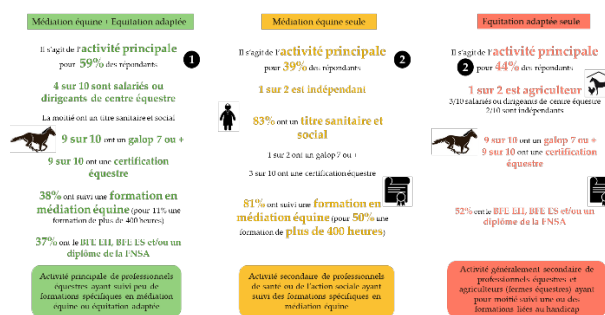 Médiation équine + Equitation adaptée
Il s'agit de l'activité principale
pour 59% des répondants
1
4 sur 10 sont salariés ou
dirigeants de centre équestre
La moitié ont un titre sanitaire et social
9 sur 10 ont un galop 7 ou +
9 sur 10 ont une certification
équestre
38% ont suivi une formation en
médiation équine (pour 11% une
formation de plus de 400 heures)
37% ont le BFE EH, BFE ES et/ou un
diplôme de la FNSA
Activité principale de professionnels
équestres ayant suivi peu de
formations spécifiques en médiation
équine ou équitation adaptée
Médiation équine seule
Il s'agit de l'activité principale
pour 39% des répondants
2
1 sur 2 est indépendant
83% ont un titre sanitaire et
social
1 sur 2 ont un galop 7 ou +
3 sur 10 ont une certification équestre
81% ont suivi une formation en
médiation équine (pour 50% une
formation de plus de 400 heures)
Activité secondaire de professionnels
de santé ou de l'action sociale ayant
suivi des formations spécifiques en
médiation équine
Equitation adaptée seule
Il s'agit de l'activité principale
2 pour 44% des répondants
1 sur 2 est agriculteur
3/10 salariés ou dirigeants de centre équestre
2/10 sont indépendants
9 sur 10 ont un galop 7 ou +
9 sur 10 ont une certification
équestre
52% ont le BFE EH, BFE ES et/ou un
diplôme de la FNSA
Activité généralement secondaire de
professionnels équestres et
agriculteurs (fermes équestres) ayant
pour moitié suivi une ou des
formations liées au handicap